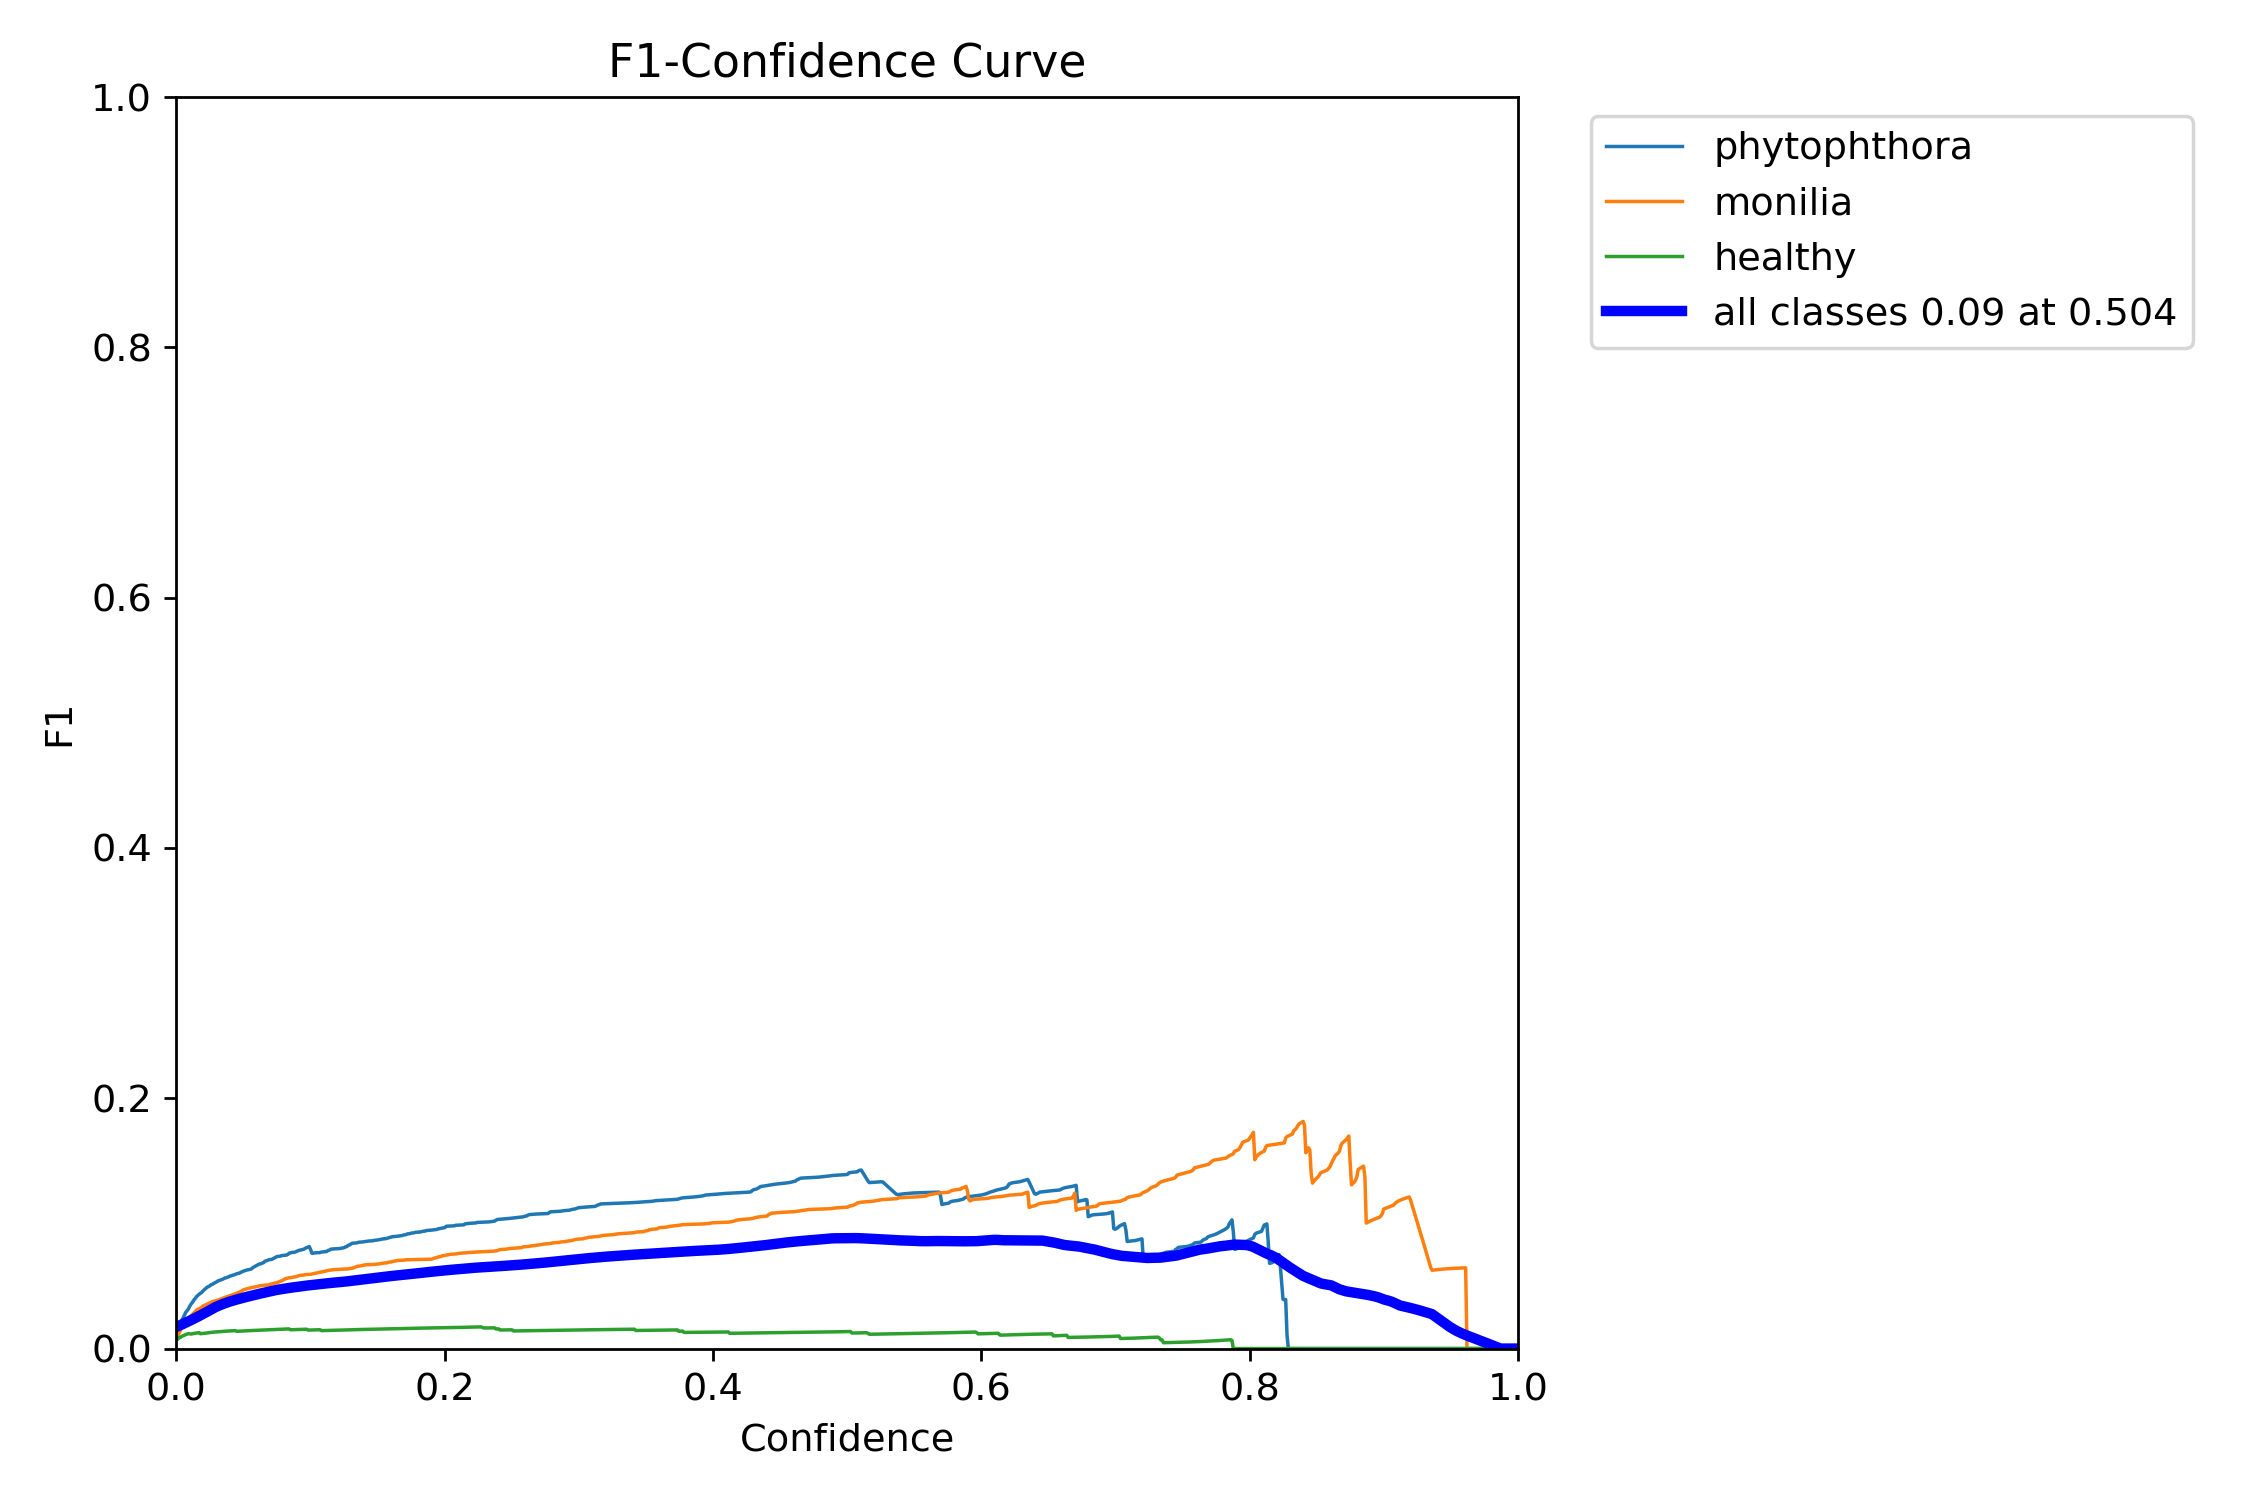 F1-Confidence Curve
1.0
0.8
0.6
0.4
0.2
0.0
F1
0.0 0.2 0.4 0.6 0.8 1.0
Confidence
phytophthora
monilia
healthy
all classes 0.09 at 0.504